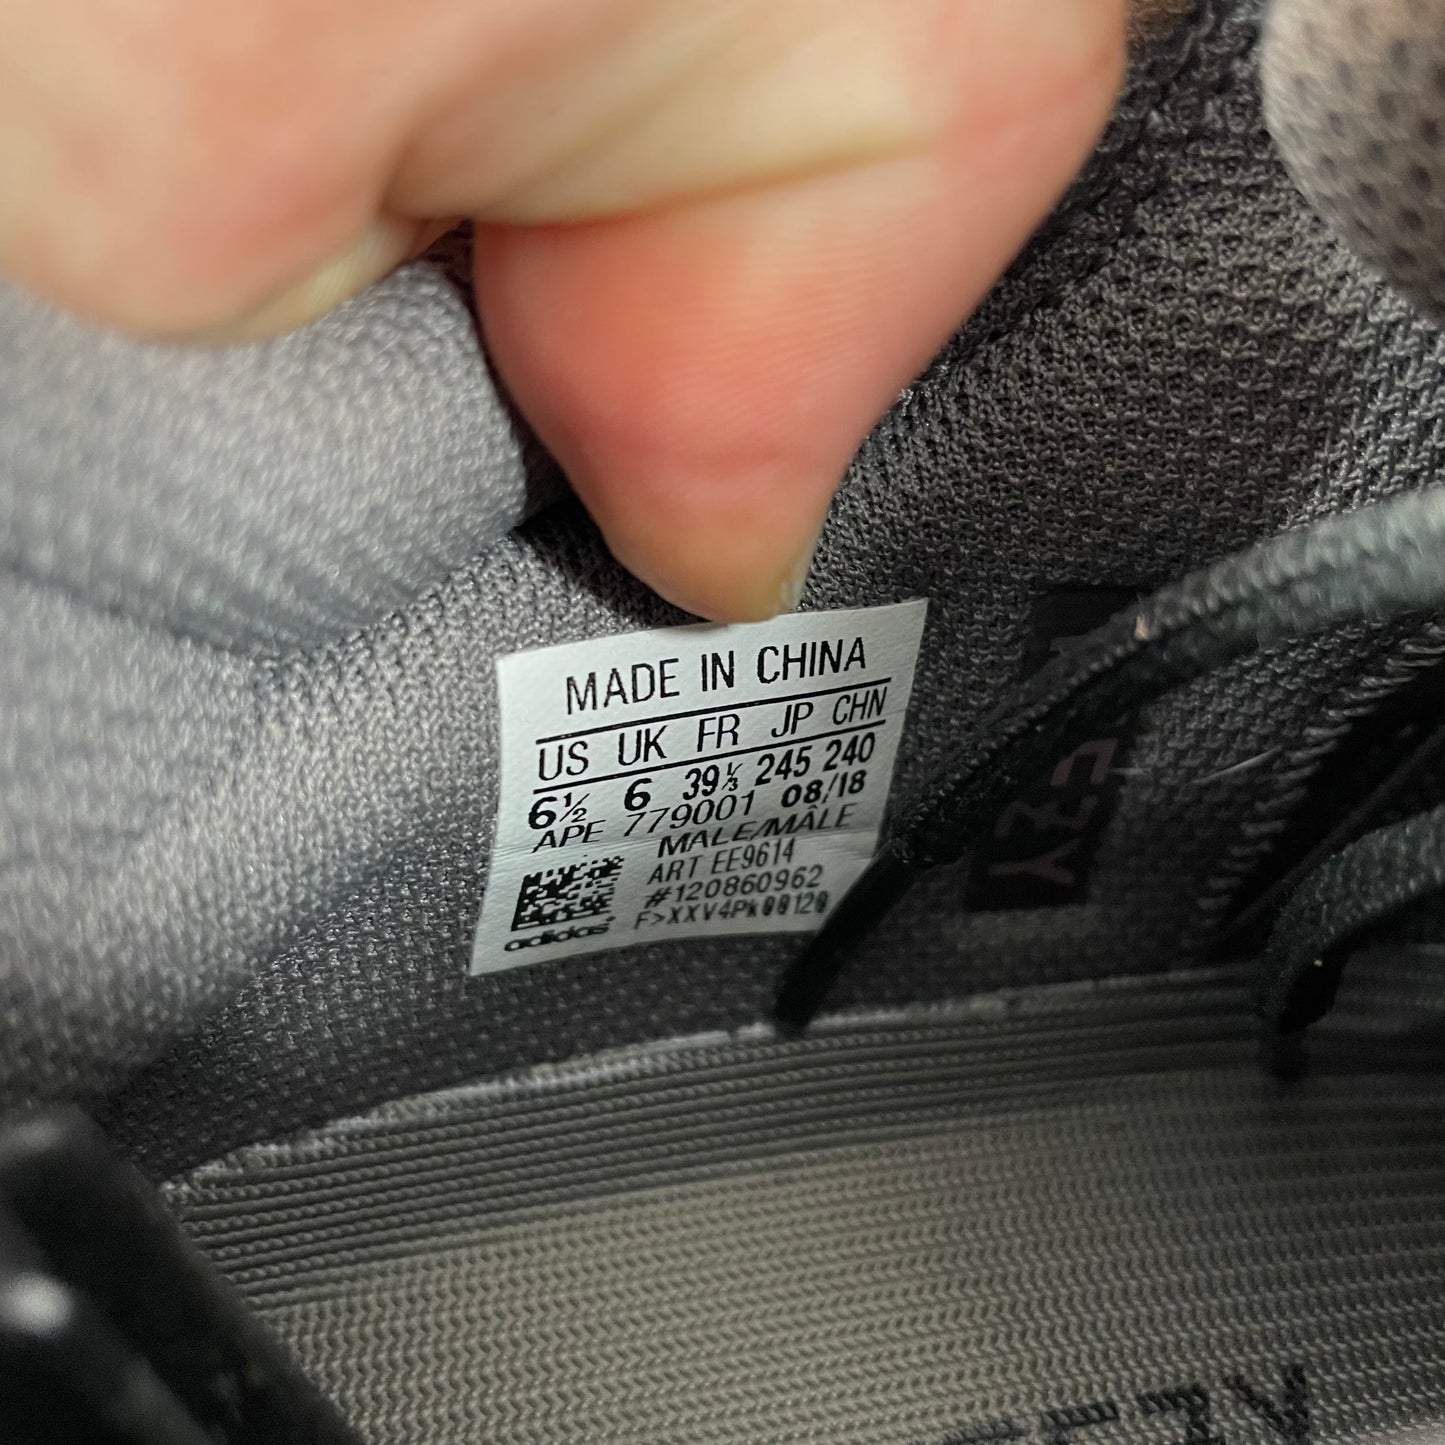 MADE IN CHINA
US UK FR JP CHN
6½ 6 39⅓ 245 240
APE 779001 08/18
MALE/MÂLE
ART EE9614
#120860962
adidas
EZY